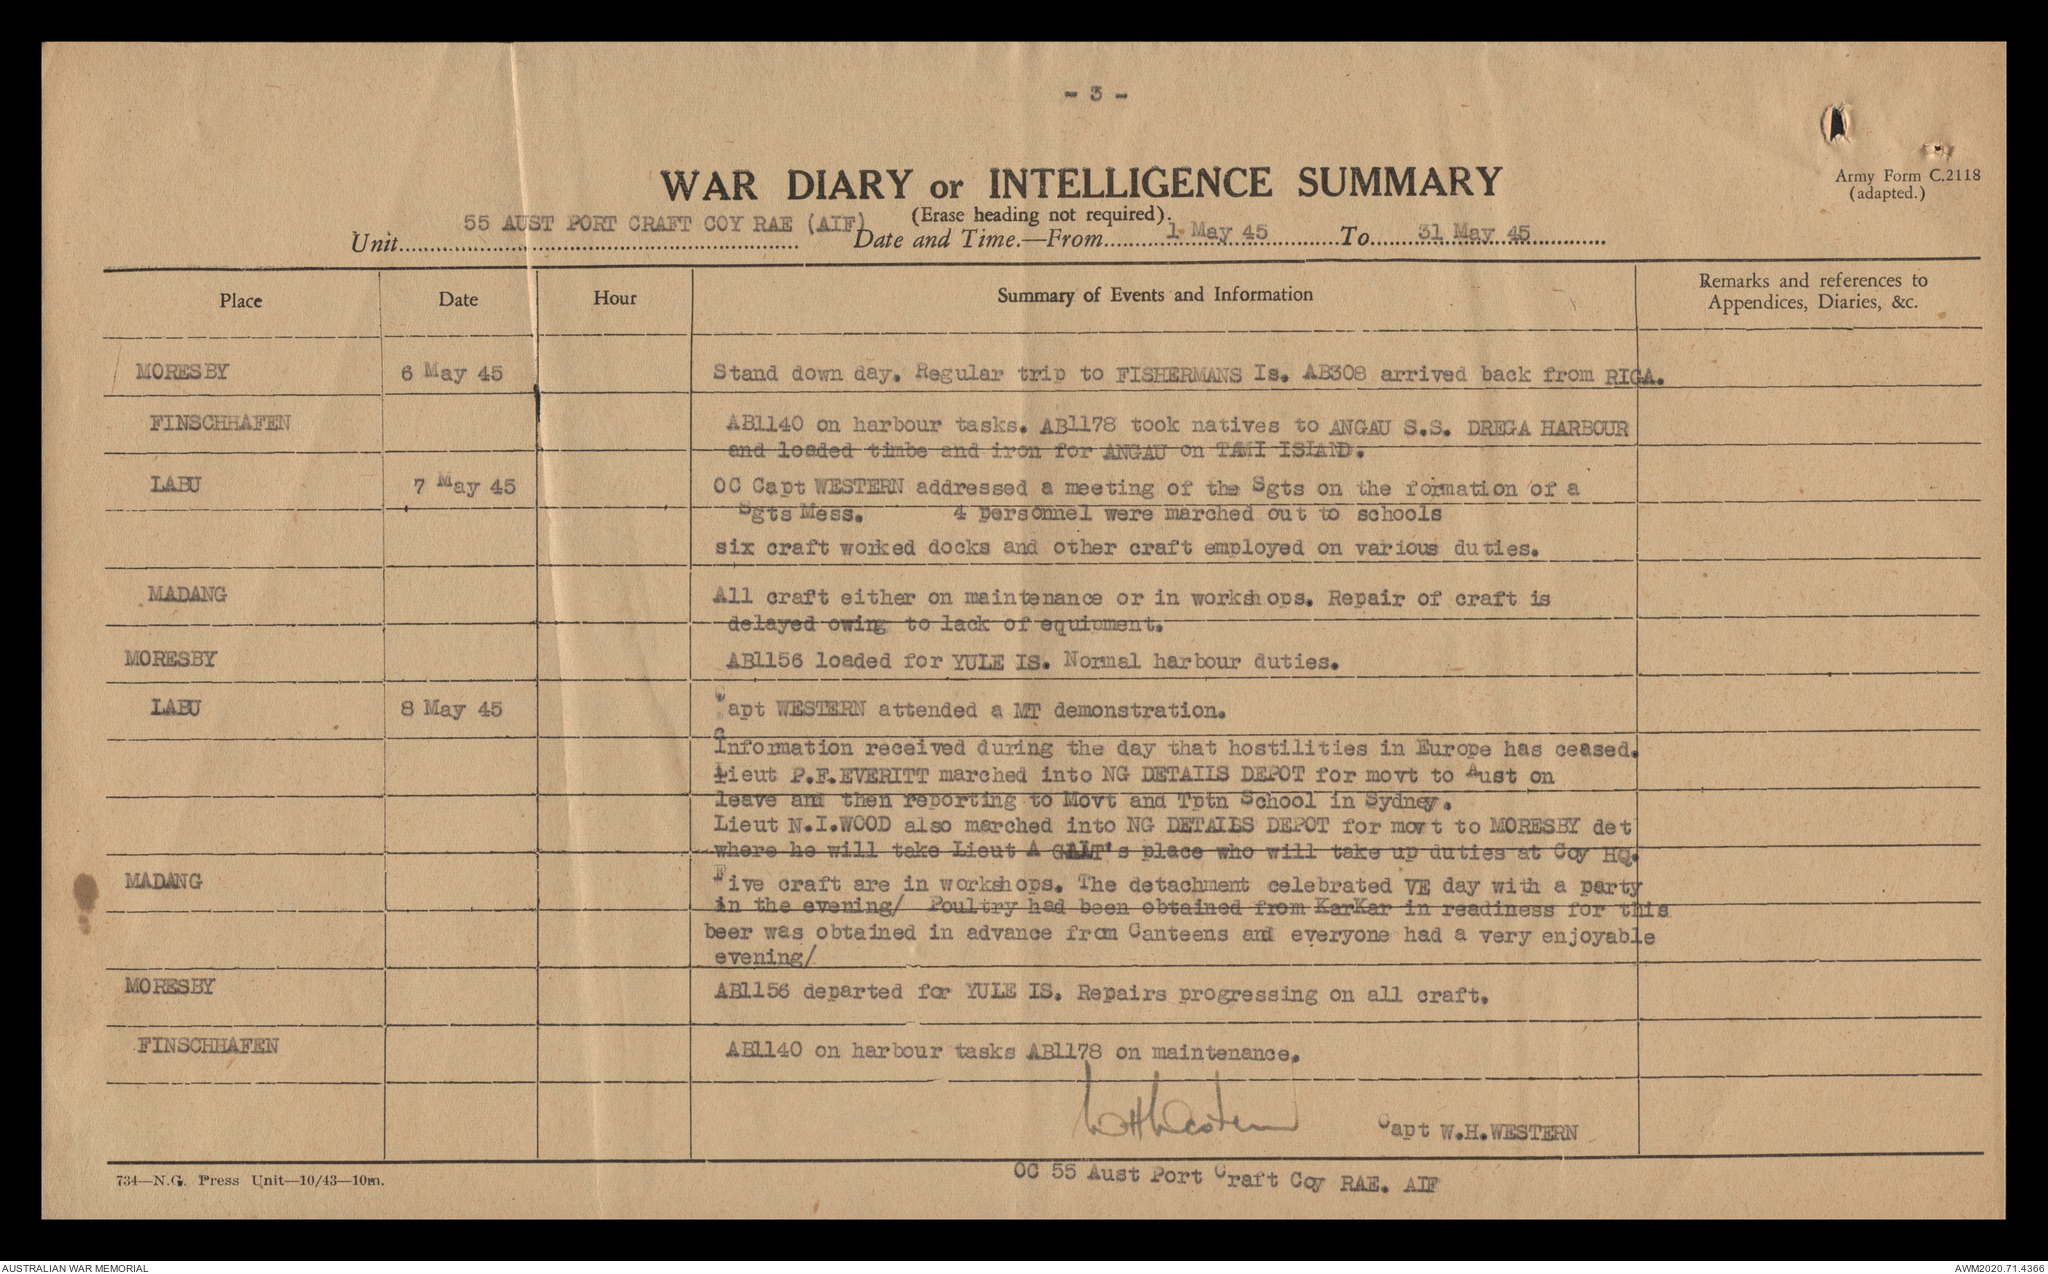 - 3 -
WAR DIARY or INTELLIGENCE SUMMARY
Army Form C.2118
(adapted.)
(Erase heading not required).
Unit 55 AUST PORT CRAFT COY RAE (AIF) Date and Time.—From 1 May 45 To 31 May 45
Place Date Hour Summary of Events and Information Remarks and references to
Appendices, Diaries, &c.
MORESBY 6 May 45 Stand down day. Regular trip to FISHERMANS Is. AB308 arrived back from RIGA.
FINSCHHAFEN AB1140 on harbour tasks. AB1178 took natives to ANGAU S.S. DREGA HARBOUR
and loaded timbe and iron for ANGAU on TAMI ISLAND.
LABU 7 May 45 OC Capt WESTERN addressed a meeting of the Sgts on the formation of a
Sgts Mess. 4 personnel were marched out to schools
six craft worked docks and other craft employed on various duties.
MADANG All craft either on maintenance or in workshops. Repair of craft is
delayed owing to lack of equipment.
MORESBY AB1156 loaded for YULE IS. Normal harbour duties.
LABU 8 May 45 Capt WESTERN attended a MT demonstration.
Information received during the day that hostilities in Europe has ceased.
Lieut P.F.EVERITT marched into NG DETAILS DEPOT for movt to Aust on
leave and then reporting to Movt and Tptn School in Sydney.
Lieut N.I.WOOD also marched into NG DETAILS DEPOT for movt to MORESBY det
where he will take Lieut A GALT's place who will take up duties at Coy HQ.
MADANG Five craft are in workshops. The detachment celebrated VE day with a party
in the evening/ Poultry had been obtained from KarKar in readiness for this
beer was obtained in advance from Canteens and everyone had a very enjoyable
evening/
MORESBY AB1156 departed for YULE IS. Repairs progressing on all craft.
FINSCHHAFEN AB1140 on harbour tasks AB1178 on maintenance.
WHWestern
Capt W.H.WESTERN
734—N.G. Press Unit—10/43—10m.
OC 55 Aust Port Craft Coy RAE. AIF
AUSTRALIAN WAR MEMORIAL
AWM2020.71.4366